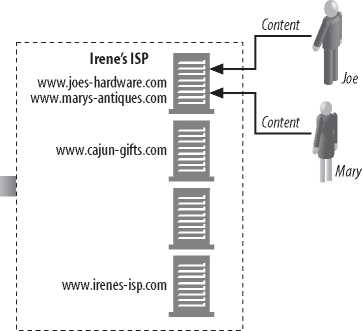 Content
Irene's ISP
www.joes-hardware.com
www.marys-antiques.com
Joe
Content
www.cajun-gifts.com
Mary
www.irenes-isp.com